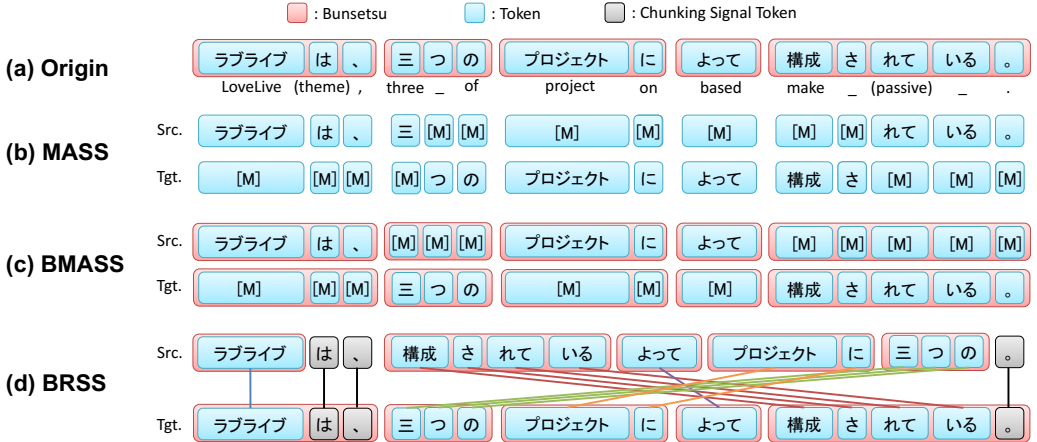 : Bunsetsu : Token : Chunking Signal Token
(a) Origin
ラブライブ は 、 三 つ の プロジェクト に よって 構成 さ れて いる 。
LoveLive (theme) , three _ of project on based make _ (passive) _ .
(b) MASS
Src. ラブライブ は 、 三 [M] [M] [M] [M] [M] [M] [M] れて いる 。
Tgt. [M] [M] [M] [M] つ の プロジェクト に よって 構成 さ [M] [M] [M]
(c) BMASS
Src. ラブライブ は 、 [M] [M] [M] プロジェクト に よって [M] [M] [M] [M] [M]
Tgt. [M] [M] [M] 三 つ の [M] [M] [M] 構成 さ れて いる 。
(d) BRSS
Src. ラブライブ は 、 構成 さ れて いる よって プロジェクト に 三 つ の 。
Tgt. ラブライブ は 、 三 つ の プロジェクト に よって 構成 さ れて いる 。